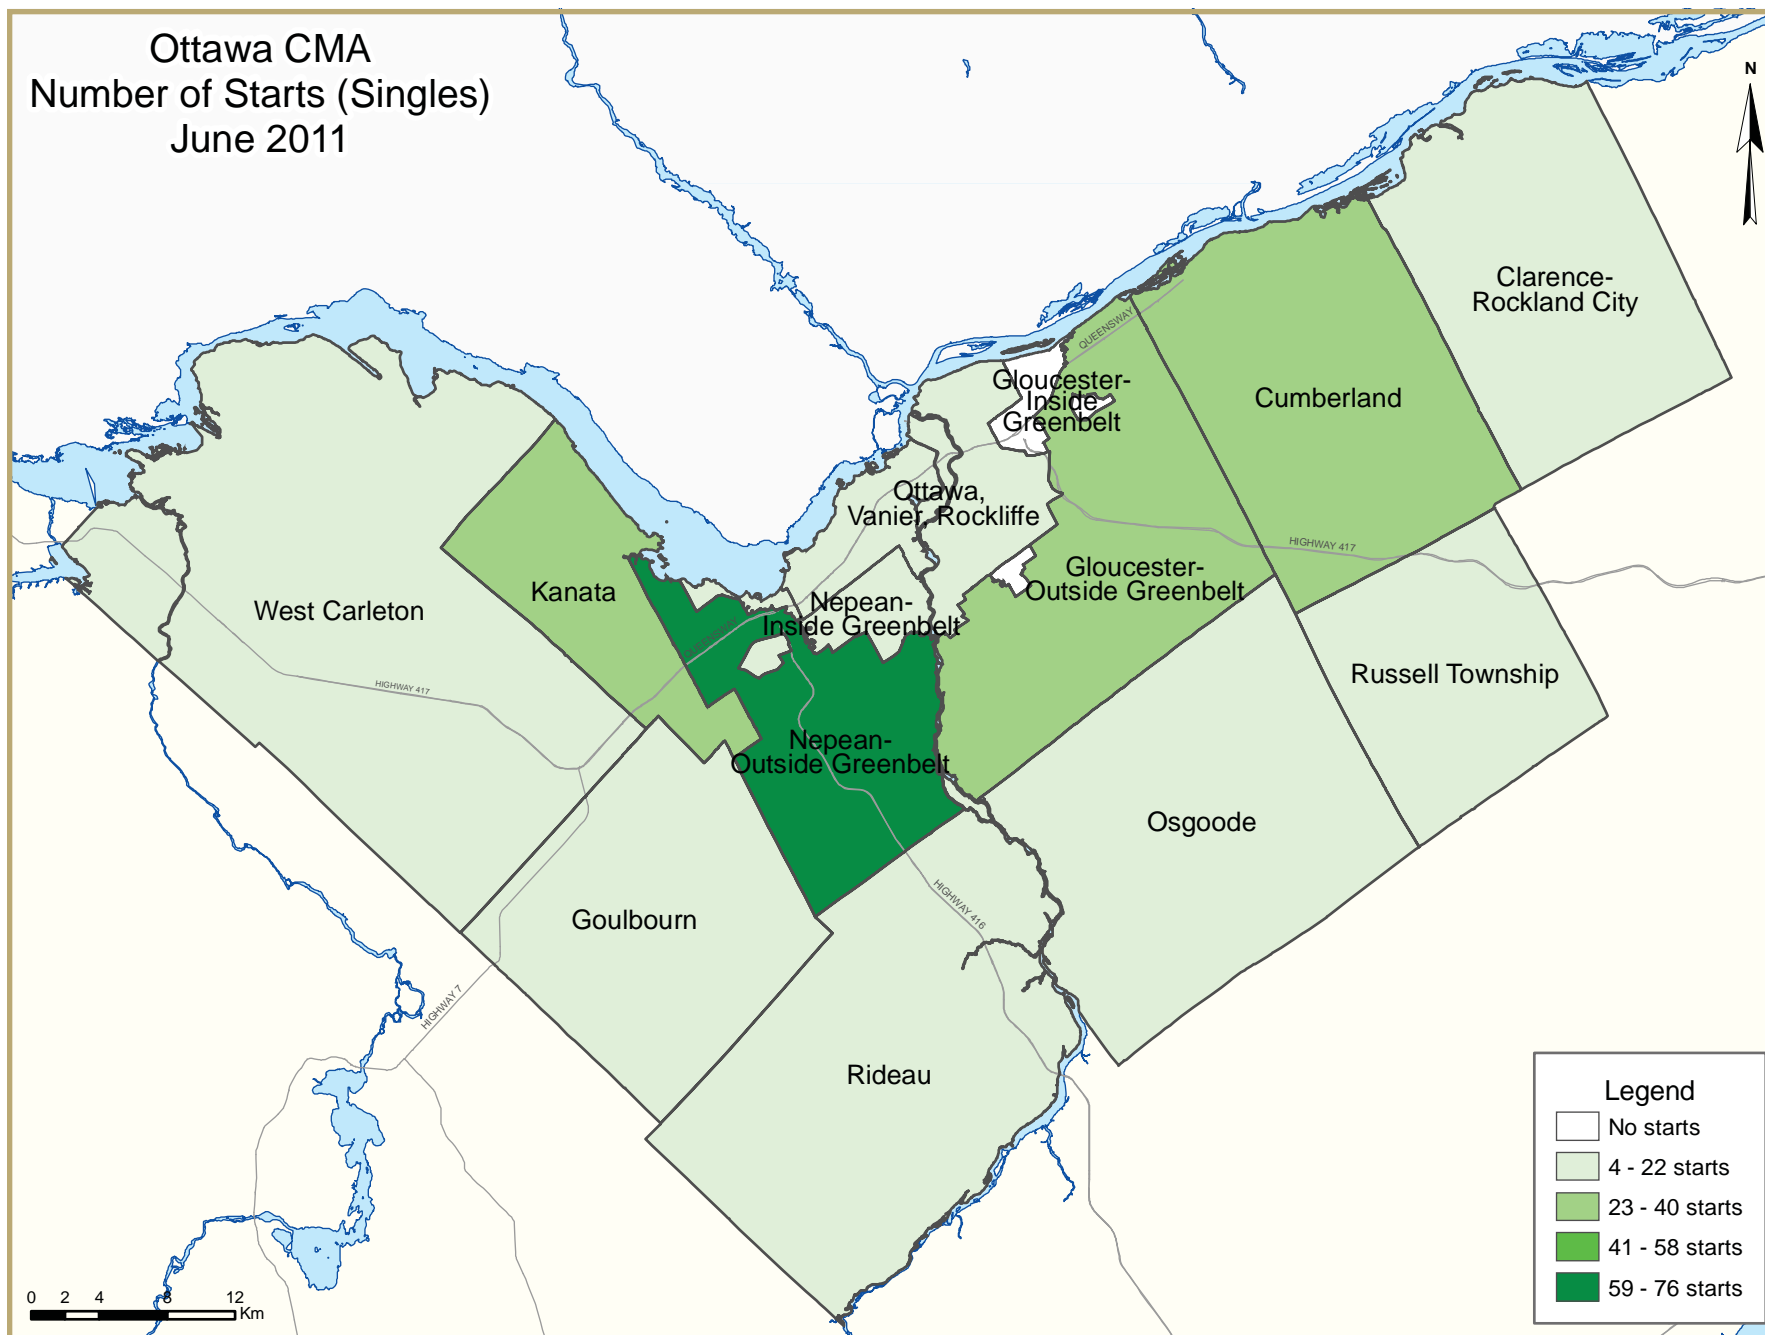 Ottawa CMA
Number of Starts (Singles)
June 2011
N
Clarence-
Rockland City
QUEENSWAY
Gloucester-
Inside
Greenbelt
Cumberland
Ottawa,
Vanier, Rockliffe
HIGHWAY 417
Gloucester-
Outside Greenbelt
Kanata
West Carleton
Nepean-
Inside Greenbelt
QUEENSWAY
Russell Township
HIGHWAY 417
Nepean-
Outside Greenbelt
Osgoode
HIGHWAY 416
Goulbourn
HIGHWAY 7
Rideau
Legend
No starts
4 - 22 starts
23 - 40 starts
41 - 58 starts
59 - 76 starts
0 2 4 8 12
Km